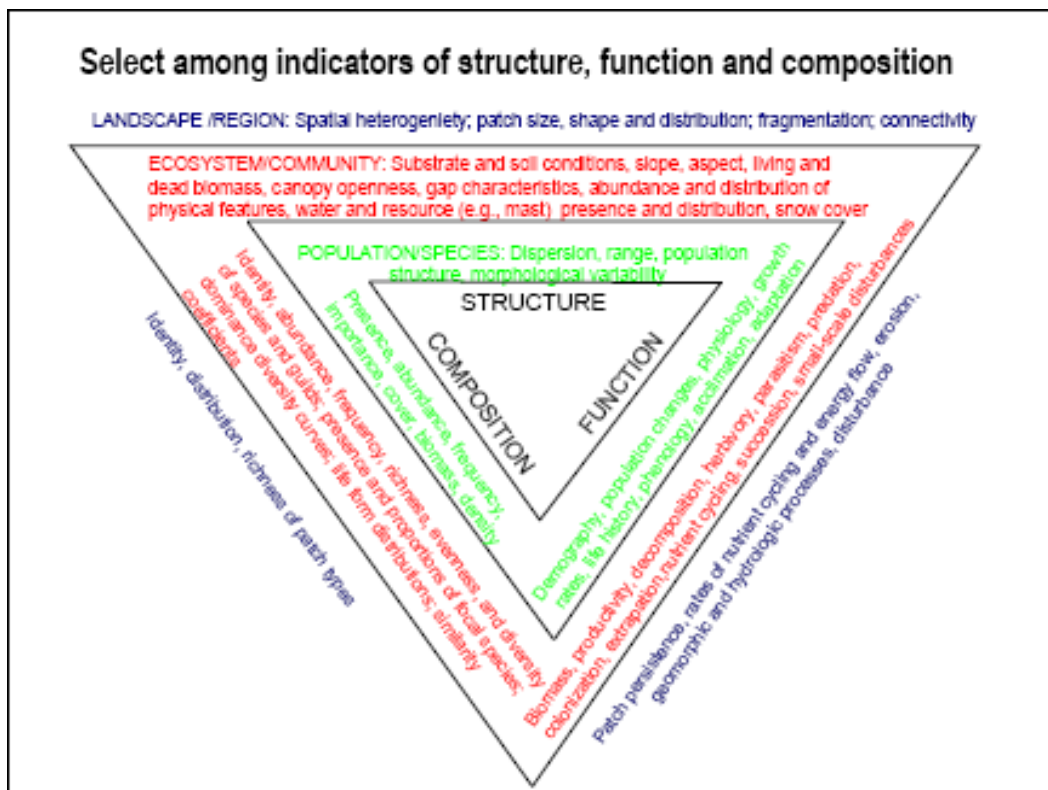 Select among indicators of structure, function and composition
LANDSCAPE /REGION: Spatial heterogeniety; patch size, shape and distribution; fragmentation; connectivity
ECOSYSTEM/COMMUNITY: Substrate and soil conditions, slope, aspect, living and
dead biomass, canopy openness, gap characteristics, abundance and distribution of
physical features, water and resource (e.g., mast) presence and distribution, snow cover
POPULATION/SPECIES: Dispersion, range, population
structure, morphological variability
STRUCTURE
COMPOSITION
FUNCTION
Presence, abundance, frequency,
importance, cover, biomass, density
Demography, population changes, physiology, growth
rates, life history, phenology, acclimation, adaptation
Identity, abundance, frequency, richness, evenness, and diversity
of species and guilds; presence and proportions of focal species;
dominance diversity curves; life form distributions; similarity
coefficients
Biomass, productivity, decomposition, herbivory, parasitism, predation,
colonization, extrapation,nutrient cycling, succession, small-scale disturbances
Identity, distribution, richness of patch types
Patch persistence, rates of nutrient cycling and energy flow, erosion,
geomorphic and hydrologic processes, disturbance